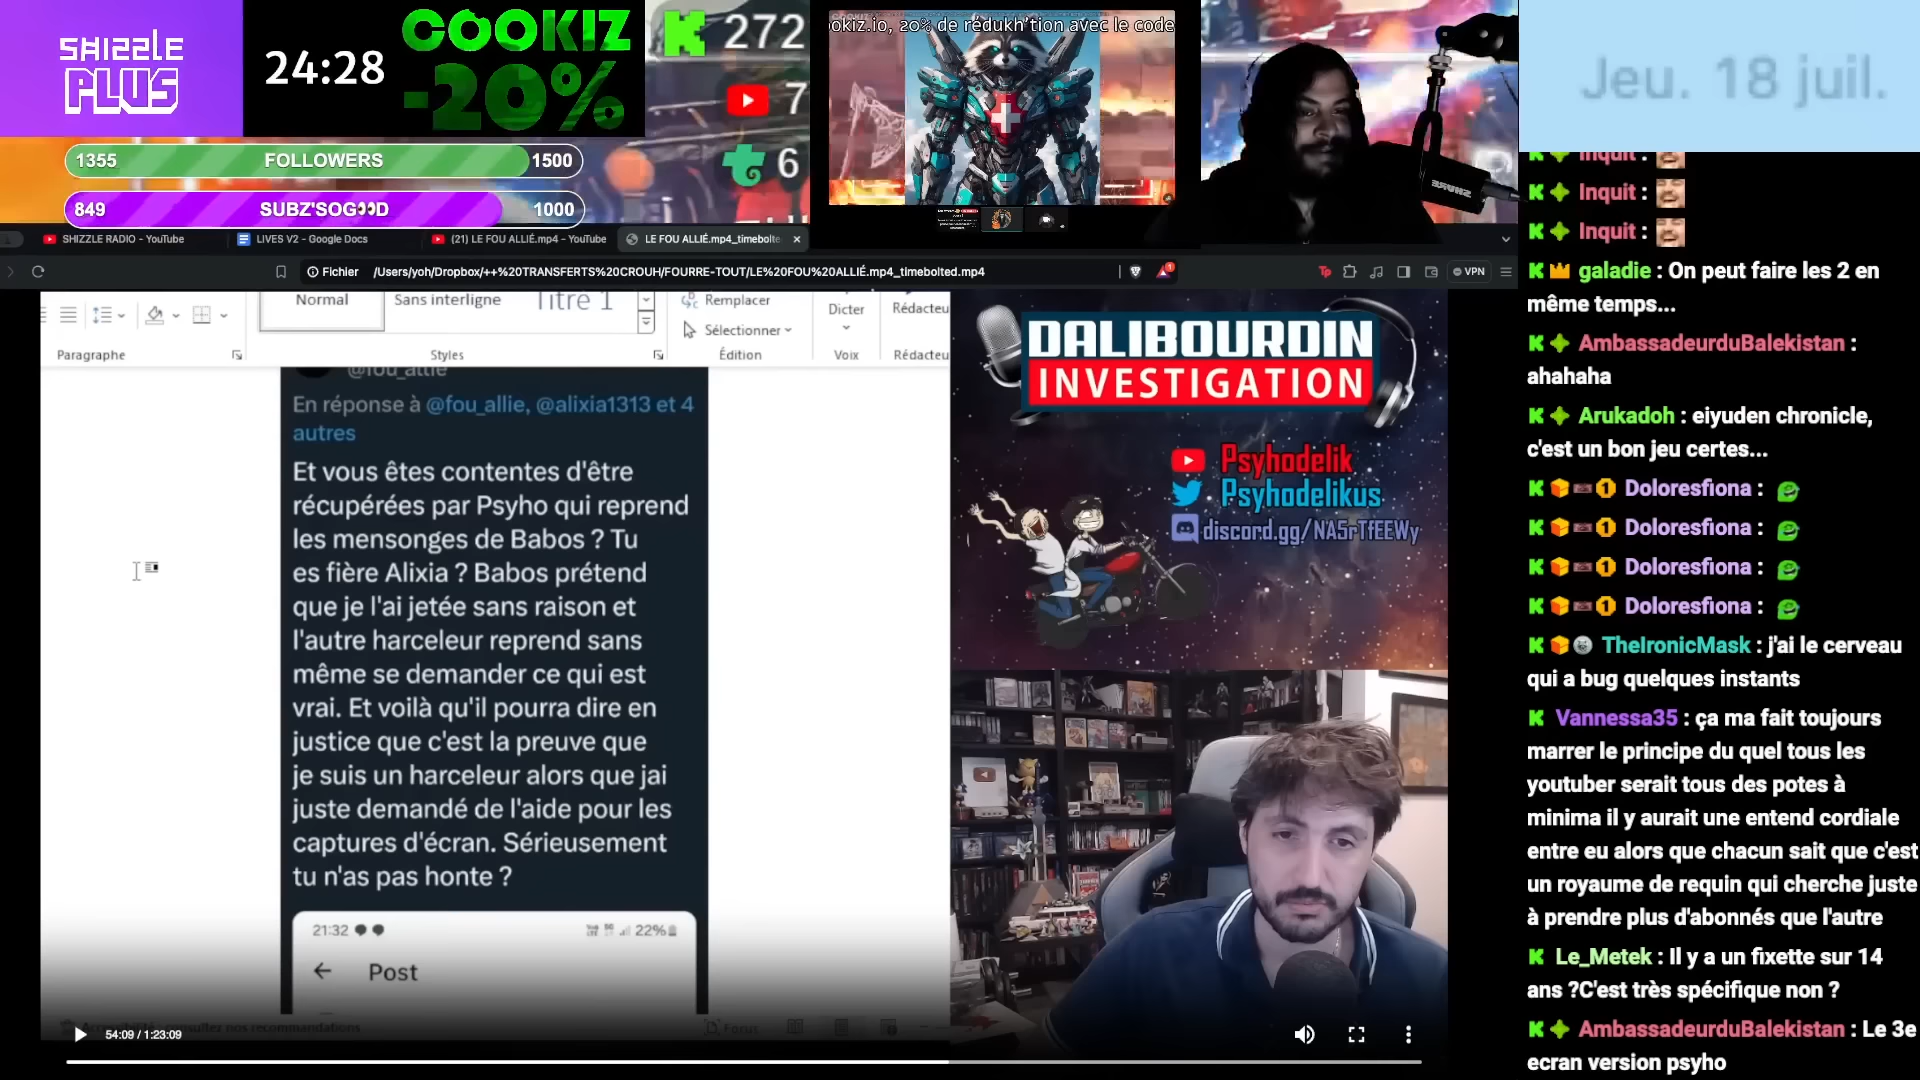 SHIZZLE
PLUS
24:28
COOKIZ
-20%
272
7
6
1355 FOLLOWERS 1500
849 SUBZ'SOG👀D 1000
ookiz.io, 20% de rédukh'tion avec le code
SHURE
Jeu. 18 juil.
SHIZZLE RADIO - YouTube
LIVES V2 - Google Docs
(21) LE FOU ALLIÉ.mp4 - YouTube
LE FOU ALLIÉ.mp4_timebolte
Fichier /Users/yoh/Dropbox/++%20TRANSFERTS%20CROUH/FOURRE-TOUT/LE%20FOU%20ALLIÉ.mp4_timebolted.mp4
VPN
Normal
Sans interligne
Titre 1
Remplacer
Sélectionner
Dicter
Rédacteu
Paragraphe
Styles
Édition
Voix
Rédacteu
@fou_allie
En réponse à @fou_allie, @alixia1313 et 4
autres
Et vous êtes contentes d'être
récupérées par Psyho qui reprend
les mensonges de Babos ? Tu
es fière Alixia ? Babos prétend
que je l'ai jetée sans raison et
l'autre harceleur reprend sans
même se demander ce qui est
vrai. Et voilà qu'il pourra dire en
justice que c'est la preuve que
je suis un harceleur alors que jai
juste demandé de l'aide pour les
captures d'écran. Sérieusement
tu n'as pas honte ?
21:32
22%
Post
consultez nos recommandations
Focus
54:09 / 1:23:09
DALIBOURDIN
INVESTIGATION
Psyhodelik
Psyhodelikus
discord.gg/NA5rTfEEWy
Inquit :
Inquit :
Inquit :
galadie : On peut faire les 2 en
même temps...
AmbassadeurduBalekistan :
ahahaha
Arukadoh : eiyuden chronicle,
c'est un bon jeu certes...
Doloresfiona :
Doloresfiona :
Doloresfiona :
Doloresfiona :
TheIronicMask : j'ai le cerveau
qui a bug quelques instants
Vannessa35 : ça ma fait toujours
marrer le principe du quel tous les
youtuber serait tous des potes à
minima il y aurait une entend cordiale
entre eu alors que chacun sait que c'est
un royaume de requin qui cherche juste
à prendre plus d'abonnés que l'autre
Le_Metek : Il y a un fixette sur 14
ans ?C'est très spécifique non ?
AmbassadeurduBalekistan : Le 3e
ecran version psyho